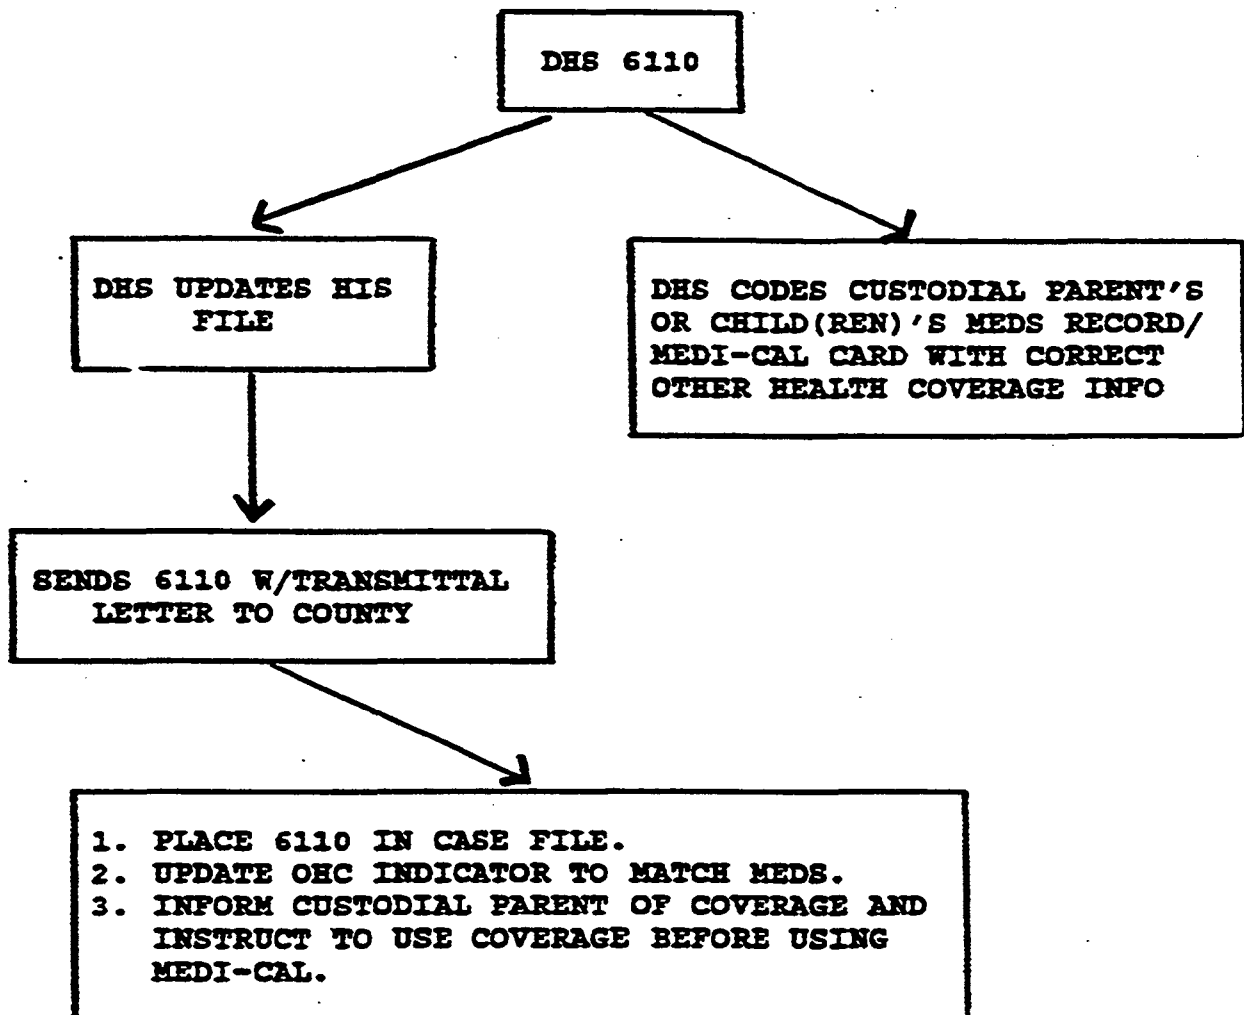 DHS 6110
DHS UPDATES HIS
FILE
DHS CODES CUSTODIAL PARENT'S
OR CHILD(REN)'S MEDS RECORD/
MEDI-CAL CARD WITH CORRECT
OTHER HEALTH COVERAGE INFO
SENDS 6110 W/TRANSMITTAL
LETTER TO COUNTY
1. PLACE 6110 IN CASE FILE.
2. UPDATE OHC INDICATOR TO MATCH MEDS.
3. INFORM CUSTODIAL PARENT OF COVERAGE AND
INSTRUCT TO USE COVERAGE BEFORE USING
MEDI-CAL.